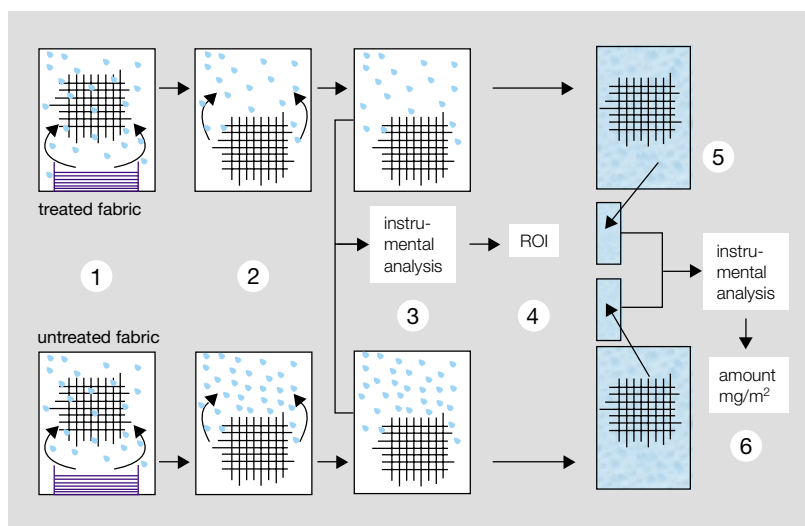 treated fabric
1
2
instru-
mental
analysis
ROI
3
4
5
instru-
mental
analysis
untreated fabric
amount
mg/m²
6